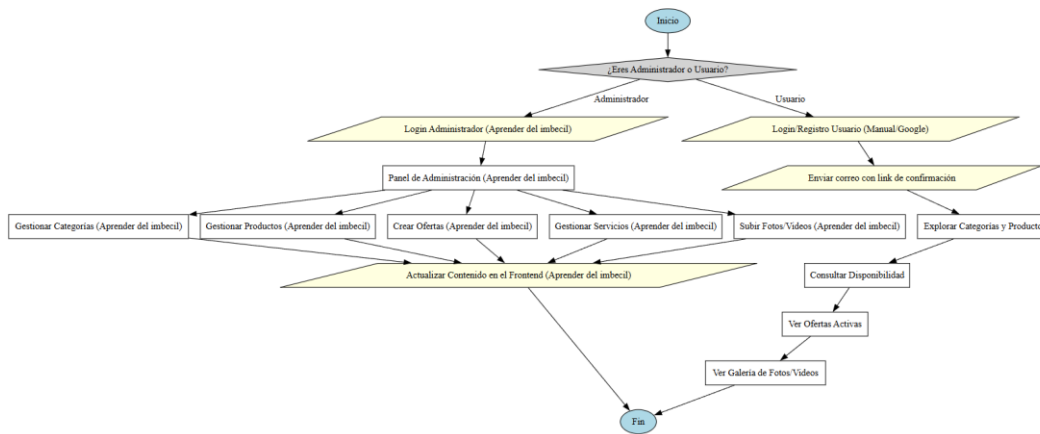 Inicio
¿Eres Administrador o Usuario?
Administrador
Usuario
Login Administrador (Aprender del imbecil)
Login/Registro Usuario (Manual/Google)
Panel de Administración (Aprender del imbecil)
Enviar correo con link de confirmación
Gestionar Categorías (Aprender del imbecil)
Gestionar Productos (Aprender del imbecil)
Crear Ofertas (Aprender del imbecil)
Gestionar Servicios (Aprender del imbecil)
Subir Fotos/Videos (Aprender del imbecil)
Explorar Categorías y Producto
Actualizar Contenido en el Frontend (Aprender del imbecil)
Consultar Disponibilidad
Ver Ofertas Activas
Ver Galería de Fotos/Videos
Fin